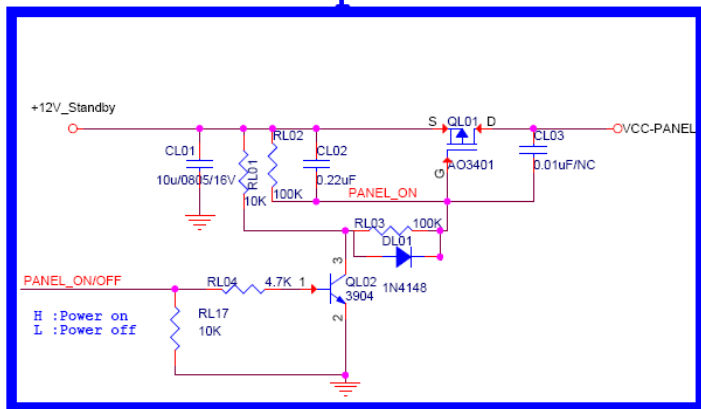 +12V_Standby
S QL01 D
RL02
CL03
VCC-PANEL
CL01
RL01
CL02
G
AO3401
10u/0805/16V
0.22uF
0.01uF/NC
10K
100K
PANEL_ON
RL03 100K
DL01
3
PANEL_ON/OFF
RL04 4.7K 1
QL02
1N4148
3904
H :Power on
RL17
2
L :Power off
10K